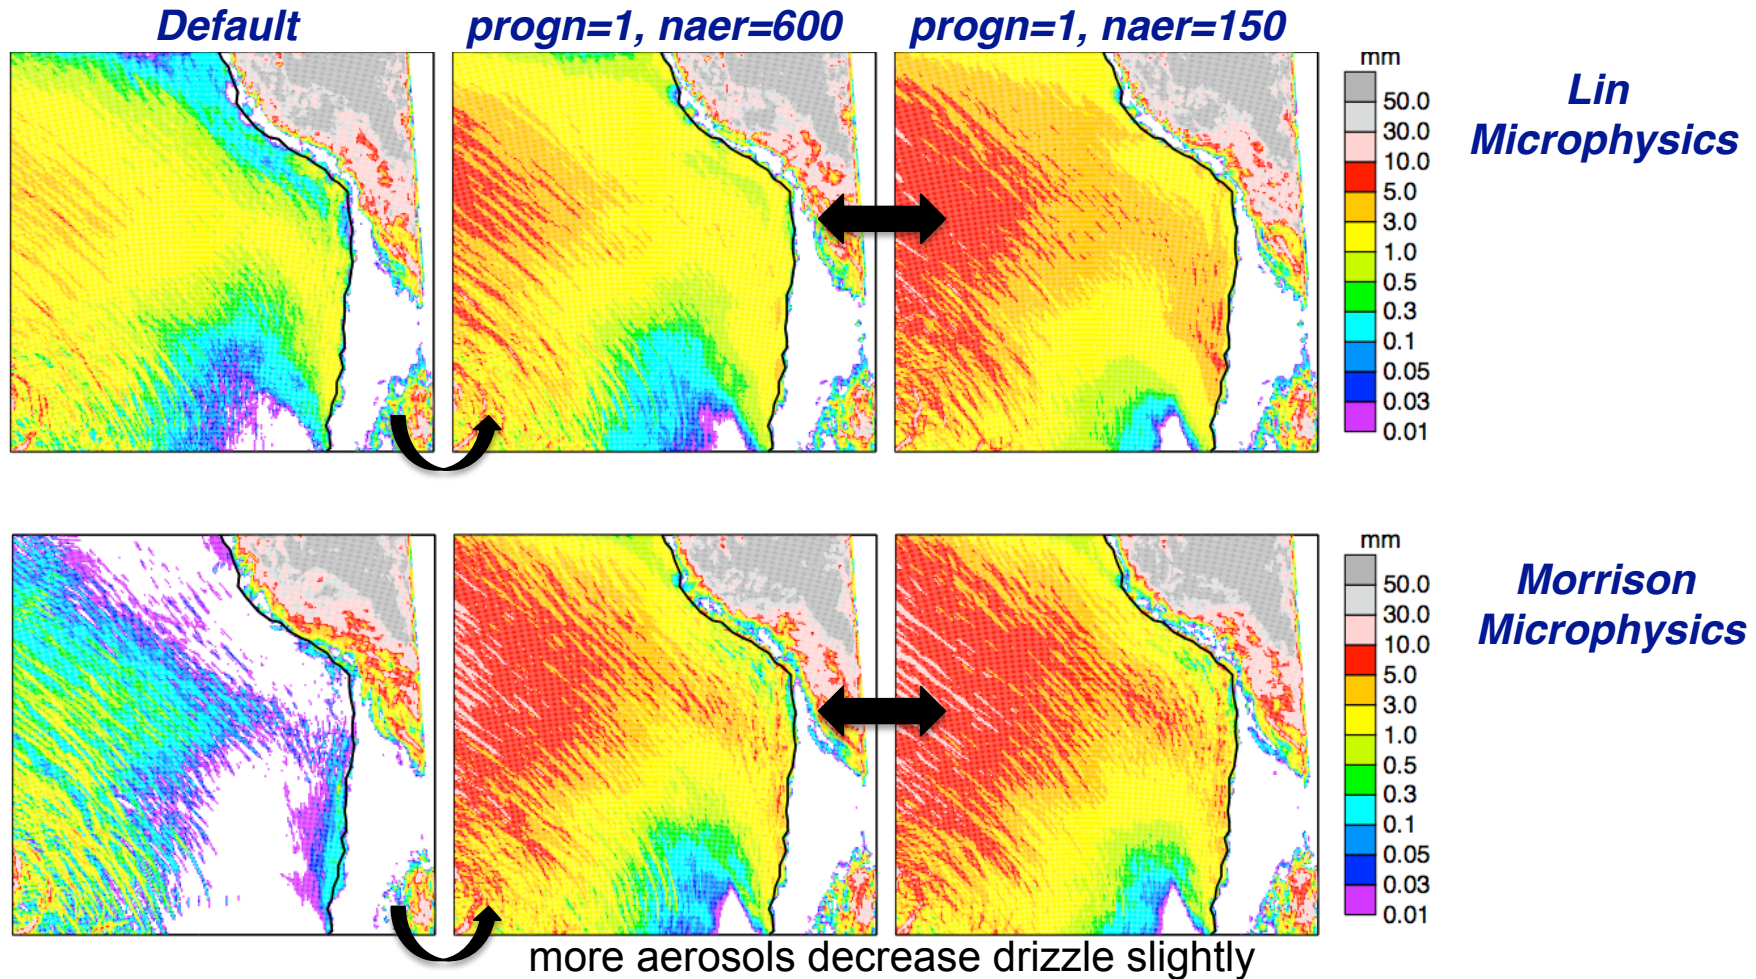 Default
progn=1, naer=600
progn=1, naer=150
mm
50.0
30.0
10.0
5.0
3.0
1.0
0.5
0.3
0.1
0.05
0.03
0.01
Lin
Microphysics
mm
50.0
30.0
10.0
5.0
3.0
1.0
0.5
0.3
0.1
0.05
0.03
0.01
Morrison
Microphysics
more aerosols decrease drizzle slightly